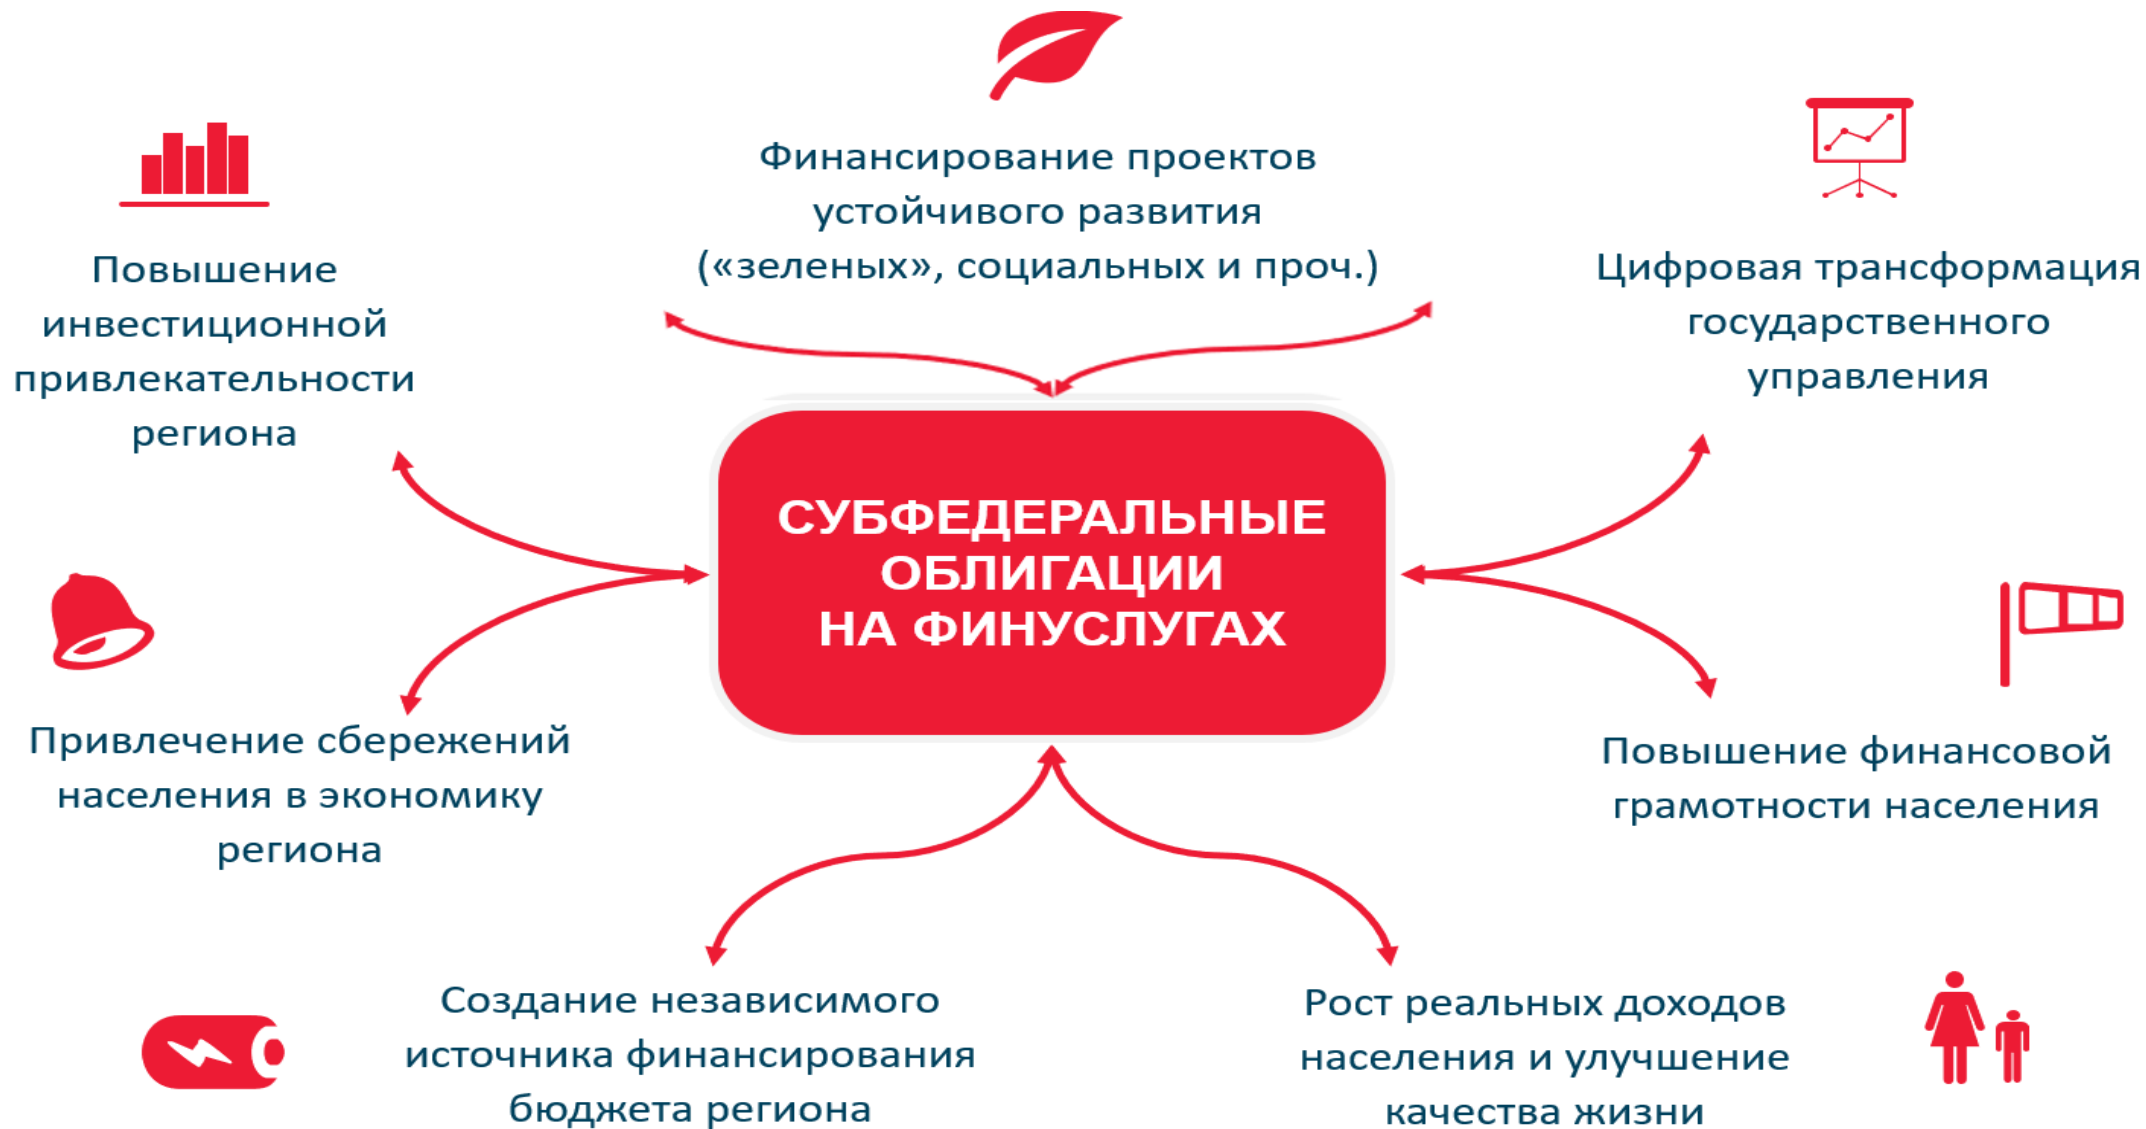 Финансирование проектов
устойчивого развития
(«зеленых», социальных и проч.)
Повышение
инвестиционной
привлекательности
региона
Цифровая трансформация
государственного
управления
СУБФЕДЕРАЛЬНЫЕ
ОБЛИГАЦИИ
НА ФИНУСЛУГАХ
Привлечение сбережений
населения в экономику
региона
Повышение финансовой
грамотности населения
Создание независимого
источника финансирования
бюджета региона
Рост реальных доходов
населения и улучшение
качества жизни